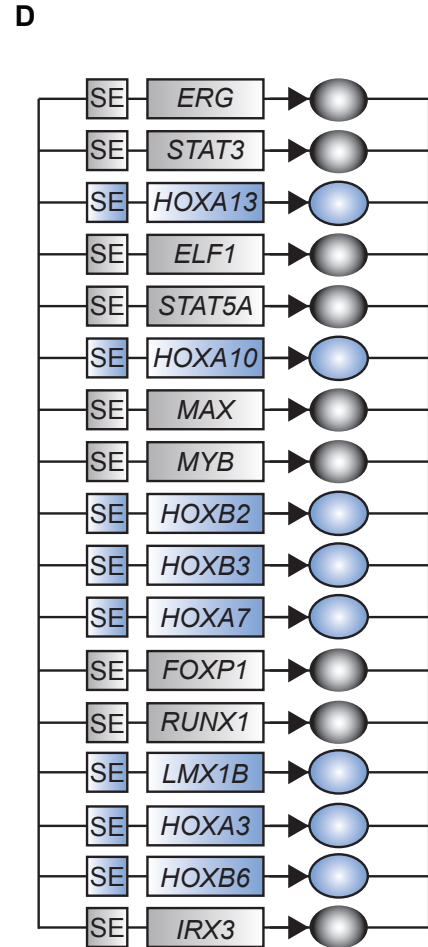 D
SE ERG
SE STAT3
SE HOXA13
SE ELF1
SE STAT5A
SE HOXA10
SE MAX
SE MYB
SE HOXB2
SE HOXB3
SE HOXA7
SE FOXP1
SE RUNX1
SE LMX1B
SE HOXA3
SE HOXB6
SE IRX3